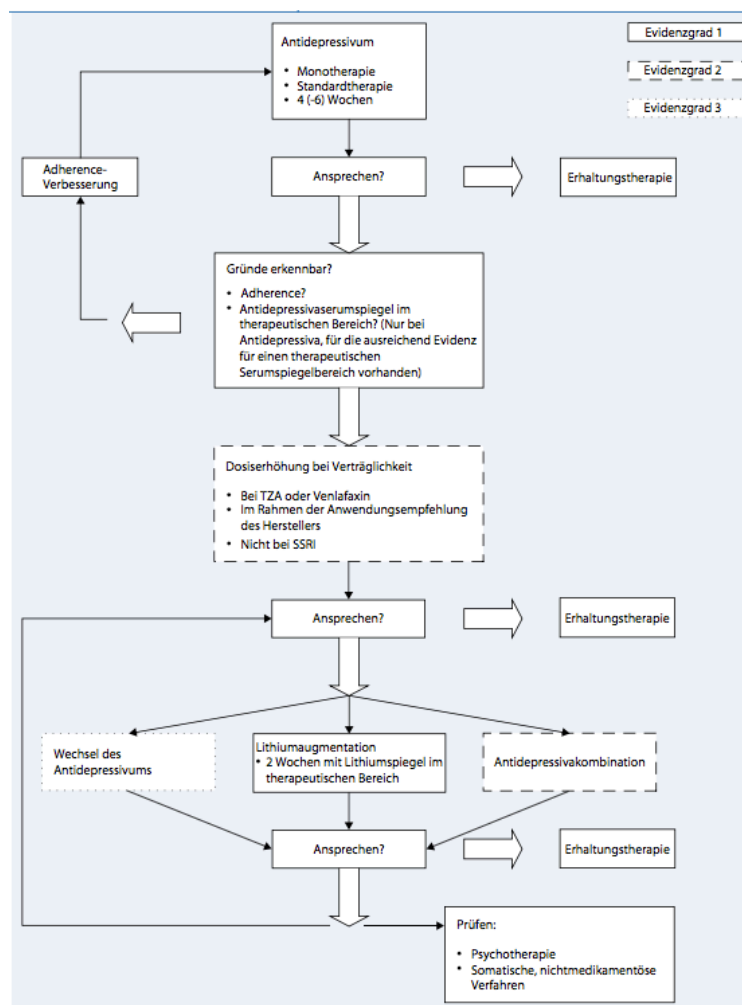 Antidepressivum
• Monotherapie
• Standardtherapie
• 4 (-6) Wochen
Evidenzgrad 1
Evidenzgrad 2
Evidenzgrad 3
Adherence-
Verbesserung
Ansprechen?
Erhaltungstherapie
Gründe erkennbar?
• Adherence?
• Antidepressivaserumspiegel im
therapeutischen Bereich? (Nur bei
Antidepressiva, für die ausreichend Evidenz
für einen therapeutischen
Serumspiegelbereich vorhanden)
Dosiserhöhung bei Verträglichkeit
• Bei TZA oder Venlafaxin
• Im Rahmen der Anwendungsempfehlung
des Herstellers
• Nicht bei SSRI
Ansprechen?
Erhaltungstherapie
Wechsel des
Antidepressivums
Lithiumaugmentation
• 2 Wochen mit Lithiumspiegel im
therapeutischen Bereich
Antidepressivakombination
Ansprechen?
Erhaltungstherapie
Prüfen:
• Psychotherapie
• Somatische, nichtmedikamentöse
Verfahren